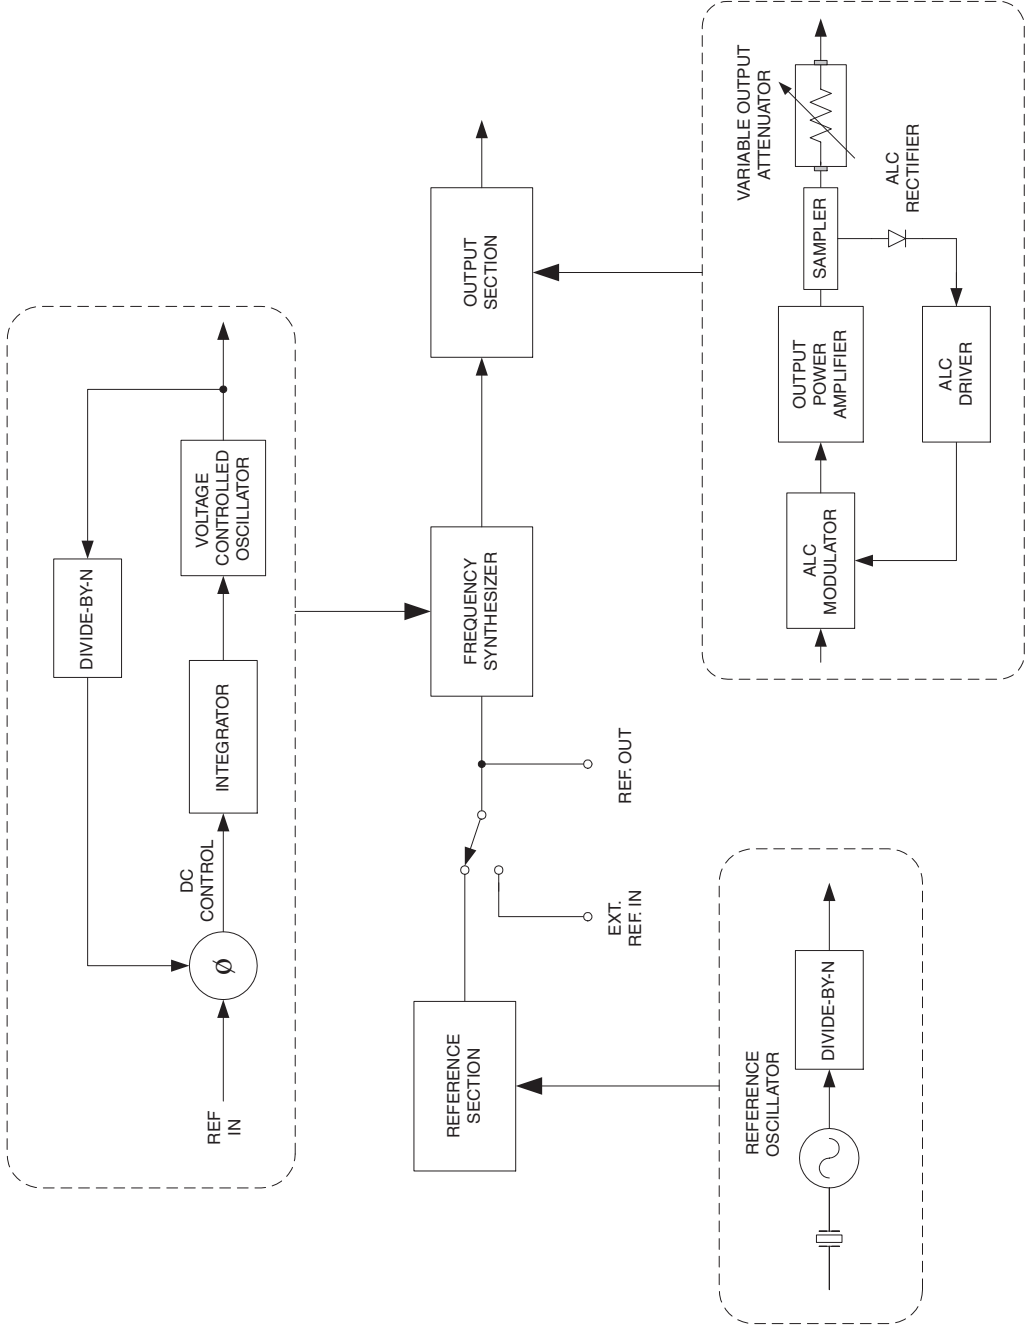 REF
IN
Ø
DC
CONTROL
INTEGRATOR
VOLTAGE
CONTROLLED
OSCILLATOR
DIVIDE-BY-N
REFERENCE
SECTION
EXT.
REF. IN
REF. OUT
FREQUENCY
SYNTHESIZER
OUTPUT
SECTION
REFERENCE
OSCILLATOR
DIVIDE-BY-N
ALC
MODULATOR
OUTPUT
POWER
AMPLIFIER
SAMPLER
VARIABLE OUTPUT
ATTENUATOR
ALC
RECTIFIER
ALC
DRIVER